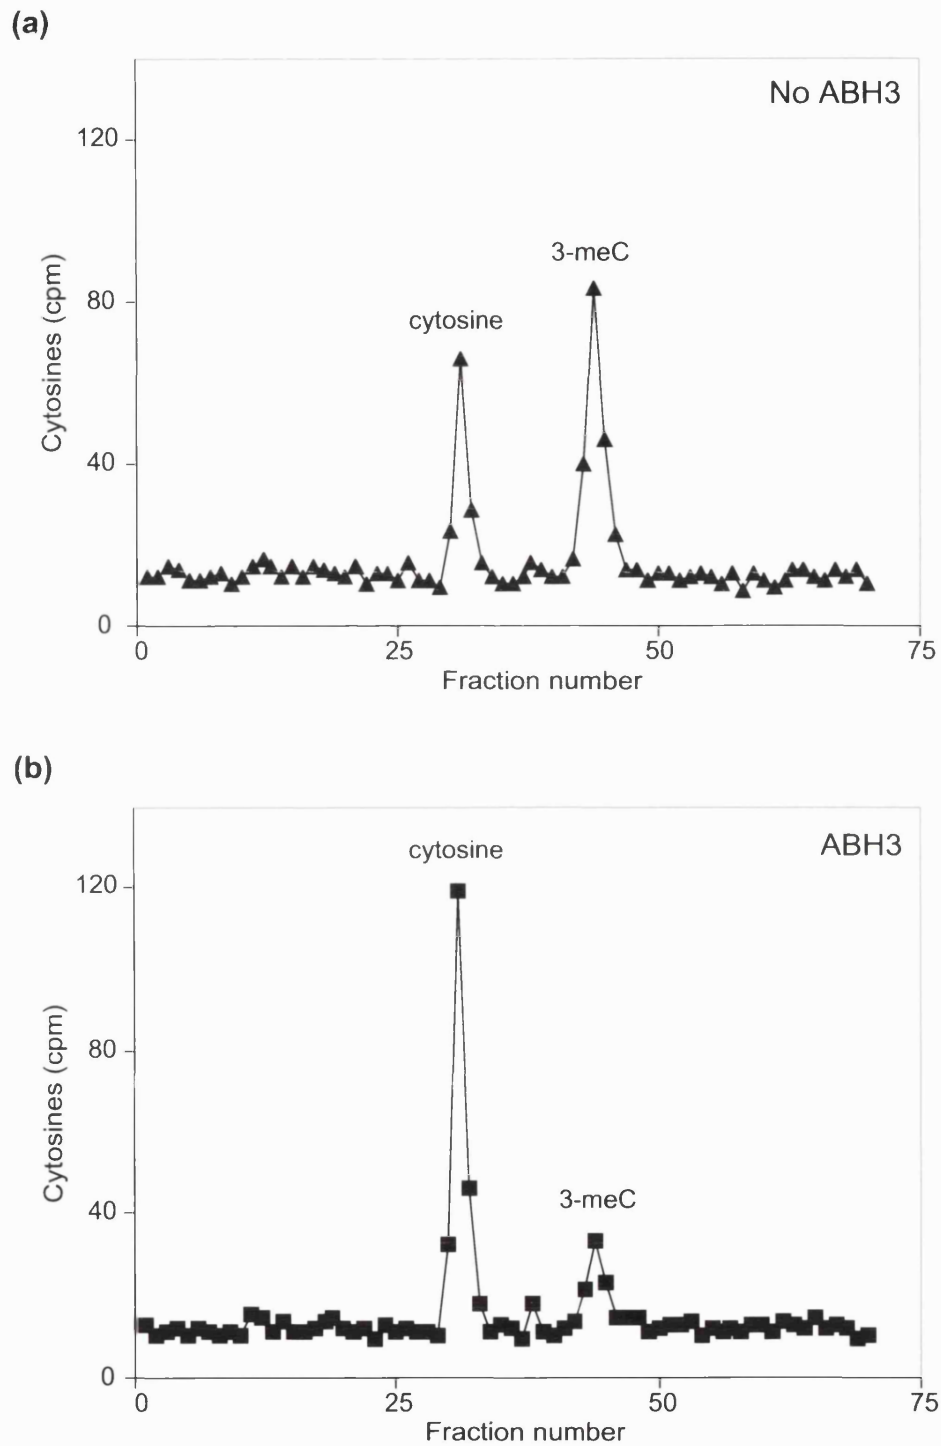 (a)
No ABH3
120
3-meC
80
cytosine
Cytosines (cpm)
40
0
0 25 50 75
Fraction number
(b)
cytosine
ABH3
120
Cytosines (cpm)
80
3-meC
40
0
0 25 50 75
Fraction number